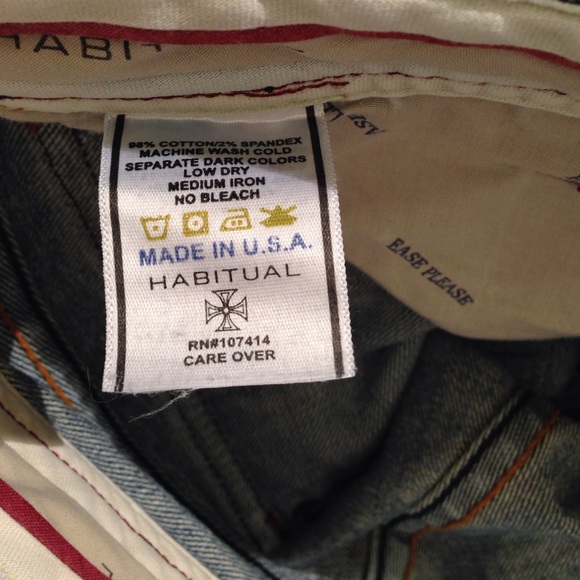 HABIT
98% COTTON/2% SPANDEX
MACHINE WASH COLD
SEPARATE DARK COLORS
LOW DRY
MEDIUM IRON
NO BLEACH
MADE IN U.S.A.
HABITUAL
RN#107414
CARE OVER
EASE PLEASE